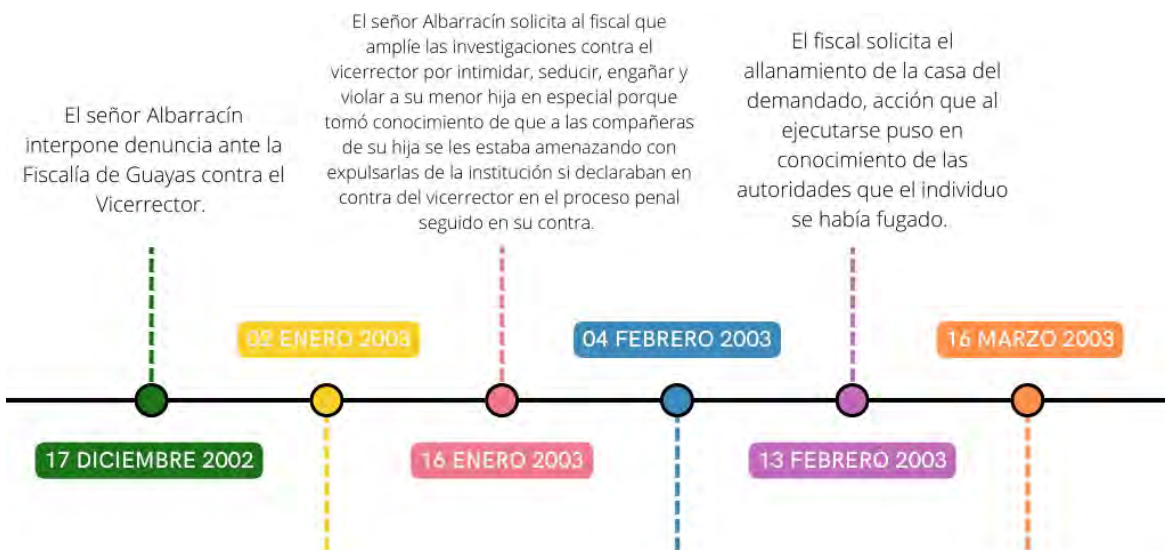 El señor Albarracín
interpone denuncia ante la
Fiscalía de Guayas contra el
Vicerrector.
El señor Albarracín solicita al fiscal que
amplíe las investigaciones contra el
vicerrector por intimidar, seducir, engañar y
violar a su menor hija en especial porque
tomó conocimiento de que a las compañeras
de su hija se les estaba amenazando con
expulsarlas de la institución si declaraban en
contra del vicerrector en el proceso penal
seguido en su contra.
El fiscal solicita el
allanamiento de la casa del
demandado, acción que al
ejecutarse puso en
conocimiento de las
autoridades que el individuo
se había fugado.
02 ENERO 2003
04 FEBRERO 2003
16 MARZO 2003
17 DICIEMBRE 2002
16 ENERO 2003
13 FEBRERO 2003